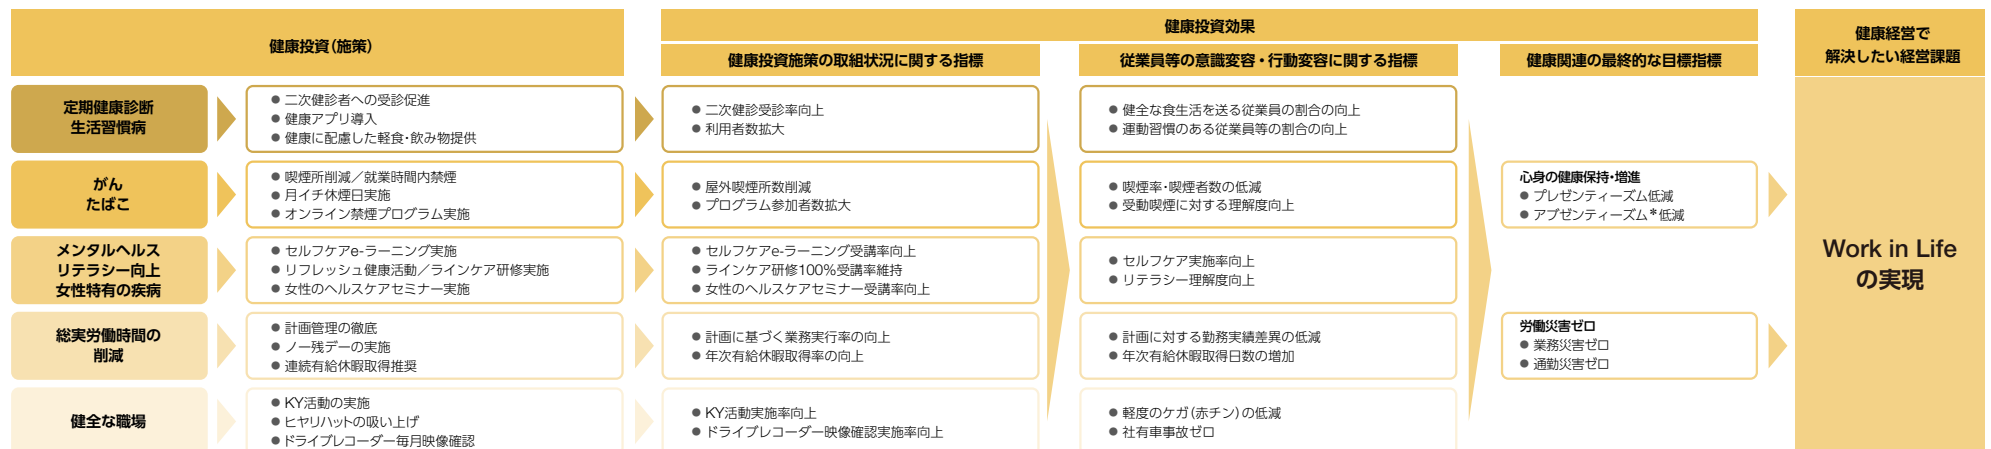 健康投資(施策)
健康投資効果
健康投資施策の取組状況に関する指標
従業員等の意識変容・行動変容に関する指標
健康関連の最終的な目標指標
健康経営で
解決したい経営課題
定期健康診断
生活習慣病
● 二次健診者への受診促進
● 健康アプリ導入
● 健康に配慮した軽食・飲み物提供
● 二次健診受診率向上
● 利用者数拡大
● 健全な食生活を送る従業員の割合の向上
● 運動習慣のある従業員等の割合の向上
がん
たばこ
● 喫煙所削減／就業時間内禁煙
● 月イチ休煙日実施
● オンライン禁煙プログラム実施
● 屋外喫煙所数削減
● プログラム参加者数拡大
● 喫煙率・喫煙者数の低減
● 受動喫煙に対する理解度向上
メンタルヘルス
リテラシー向上
女性特有の疾病
● セルフケアe-ラーニング実施
● リフレッシュ健康活動／ラインケア研修実施
● 女性のヘルスケアセミナー実施
● セルフケアe-ラーニング受講率向上
● ラインケア研修100%受講率維持
● 女性のヘルスケアセミナー受講率向上
● セルフケア実施率向上
● リテラシー理解度向上
総実労働時間の
削減
● 計画管理の徹底
● ノー残デーの実施
● 連続有給休暇取得推奨
● 計画に基づく業務実行率の向上
● 年次有給休暇取得率の向上
● 計画に対する勤務実績差異の低減
● 年次有給休暇取得日数の増加
健全な職場
● KY活動の実施
● ヒヤリハットの吸い上げ
● ドライブレコーダー毎月映像確認
● KY活動実施率向上
● ドライブレコーダー映像確認実施率向上
● 軽度のケガ(赤チン)の低減
● 社有車事故ゼロ
心身の健康保持・増進
● プレゼンティーズム低減
● アブゼンティーズム＊低減
労働災害ゼロ
● 業務災害ゼロ
● 通勤災害ゼロ
Work in Life
の実現